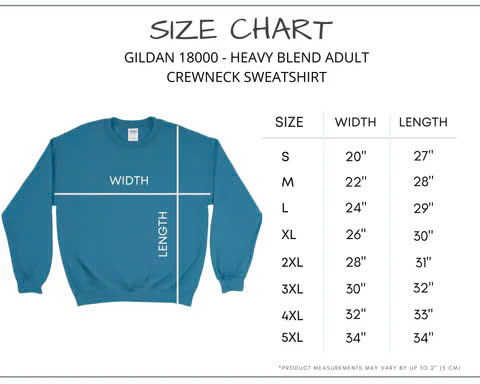 SIZE CHART
GILDAN 18000 - HEAVY BLEND ADULT
CREWNECK SWEATSHIRT
WIDTH
LENGTH
SIZE WIDTH LENGTH
S 20" 27"
M 22" 28"
L 24" 29"
XL 26" 30"
2XL 28" 31"
3XL 30" 32"
4XL 32" 33"
5XL 34" 34"
*PRODUCT MEASUREMENTS MAY VARY BY UP TO 2" (5 CM)